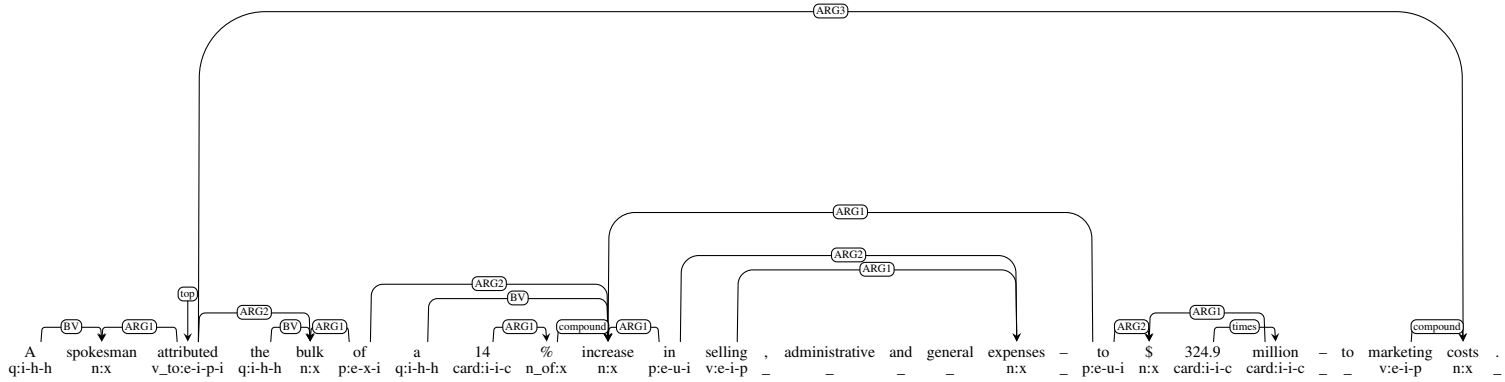 ARG3
ARG1
ARG2
ARG1
ARG2
BV
top
ARG2
ARG1
BV
ARG1
BV
ARG1
ARG1
compound
ARG1
ARG2
times
compound
A spokesman attributed the bulk of a 14 % increase in selling , administrative and general expenses – to $ 324.9 million – to marketing costs .
q:i-h-h n:x v_to:e-i-p-i q:i-h-h n:x p:e-x-i q:i-h-h card:i-i-c n_of:x n:x p:e-u-i v:e-i-p _ _ _ _ n:x _ p:e-u-i n:x card:i-i-c card:i-i-c _ _ v:e-i-p n:x _